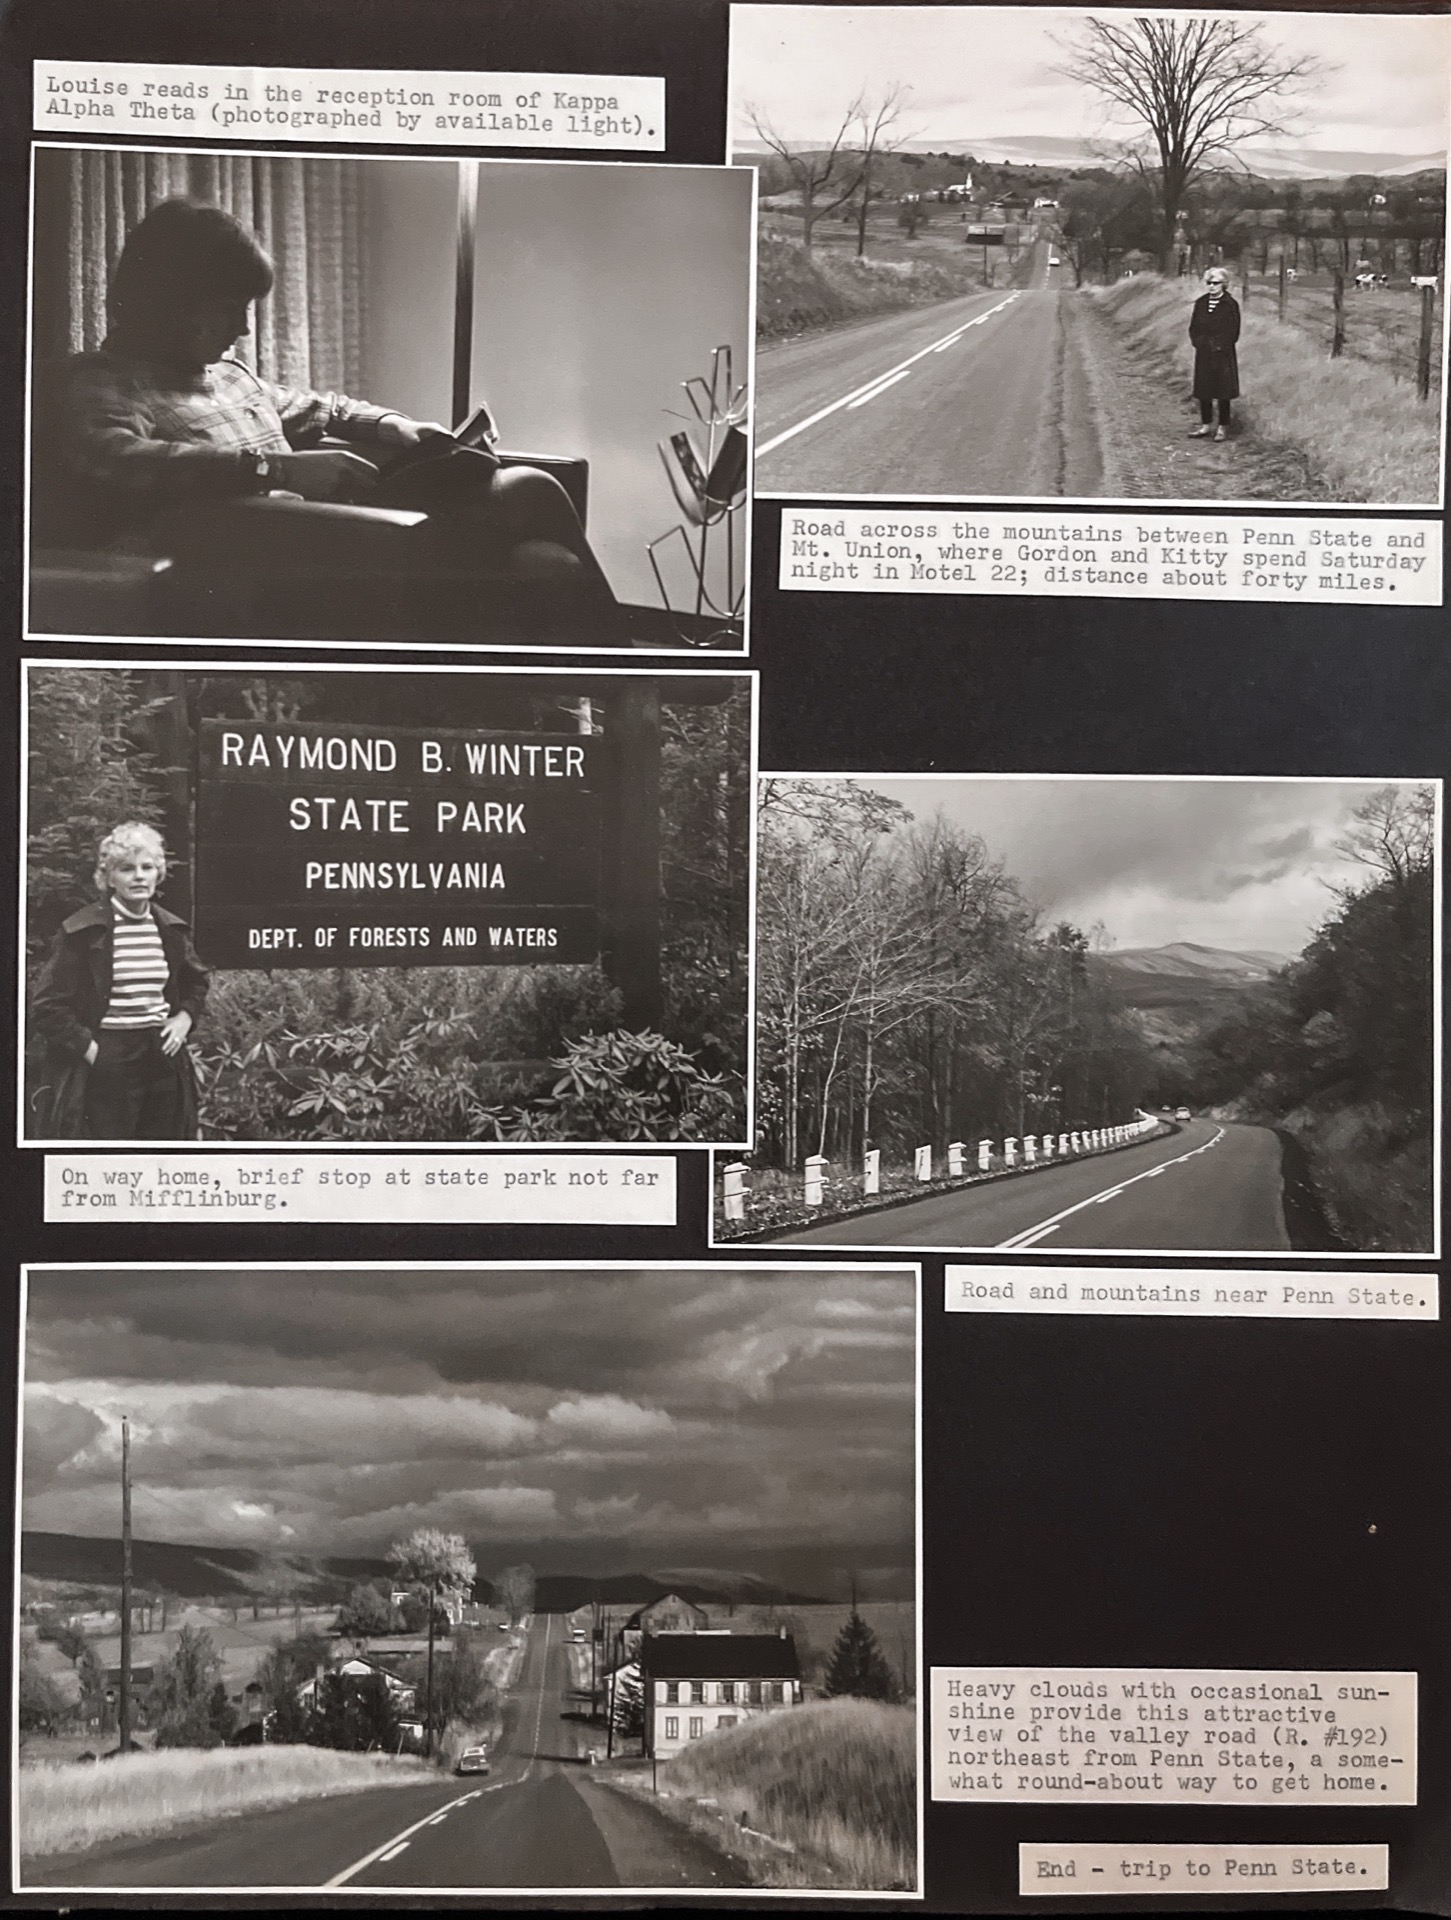 Louise reads in the reception room of Kappa
Alpha Theta (photographed by available light).
Road across the mountains between Penn State and
Mt. Union, where Gordon and Kitty spend Saturday
night in Motel 22; distance about forty miles.
RAYMOND B. WINTER
STATE PARK
PENNSYLVANIA
DEPT. OF FORESTS AND WATERS
On way home, brief stop at state park not far
from Mifflinburg.
Road and mountains near Penn State.
Heavy clouds with occasional sun-
shine provide this attractive
view of the valley road (R. #192)
northeast from Penn State, a some-
what round-about way to get home.
End - trip to Penn State.